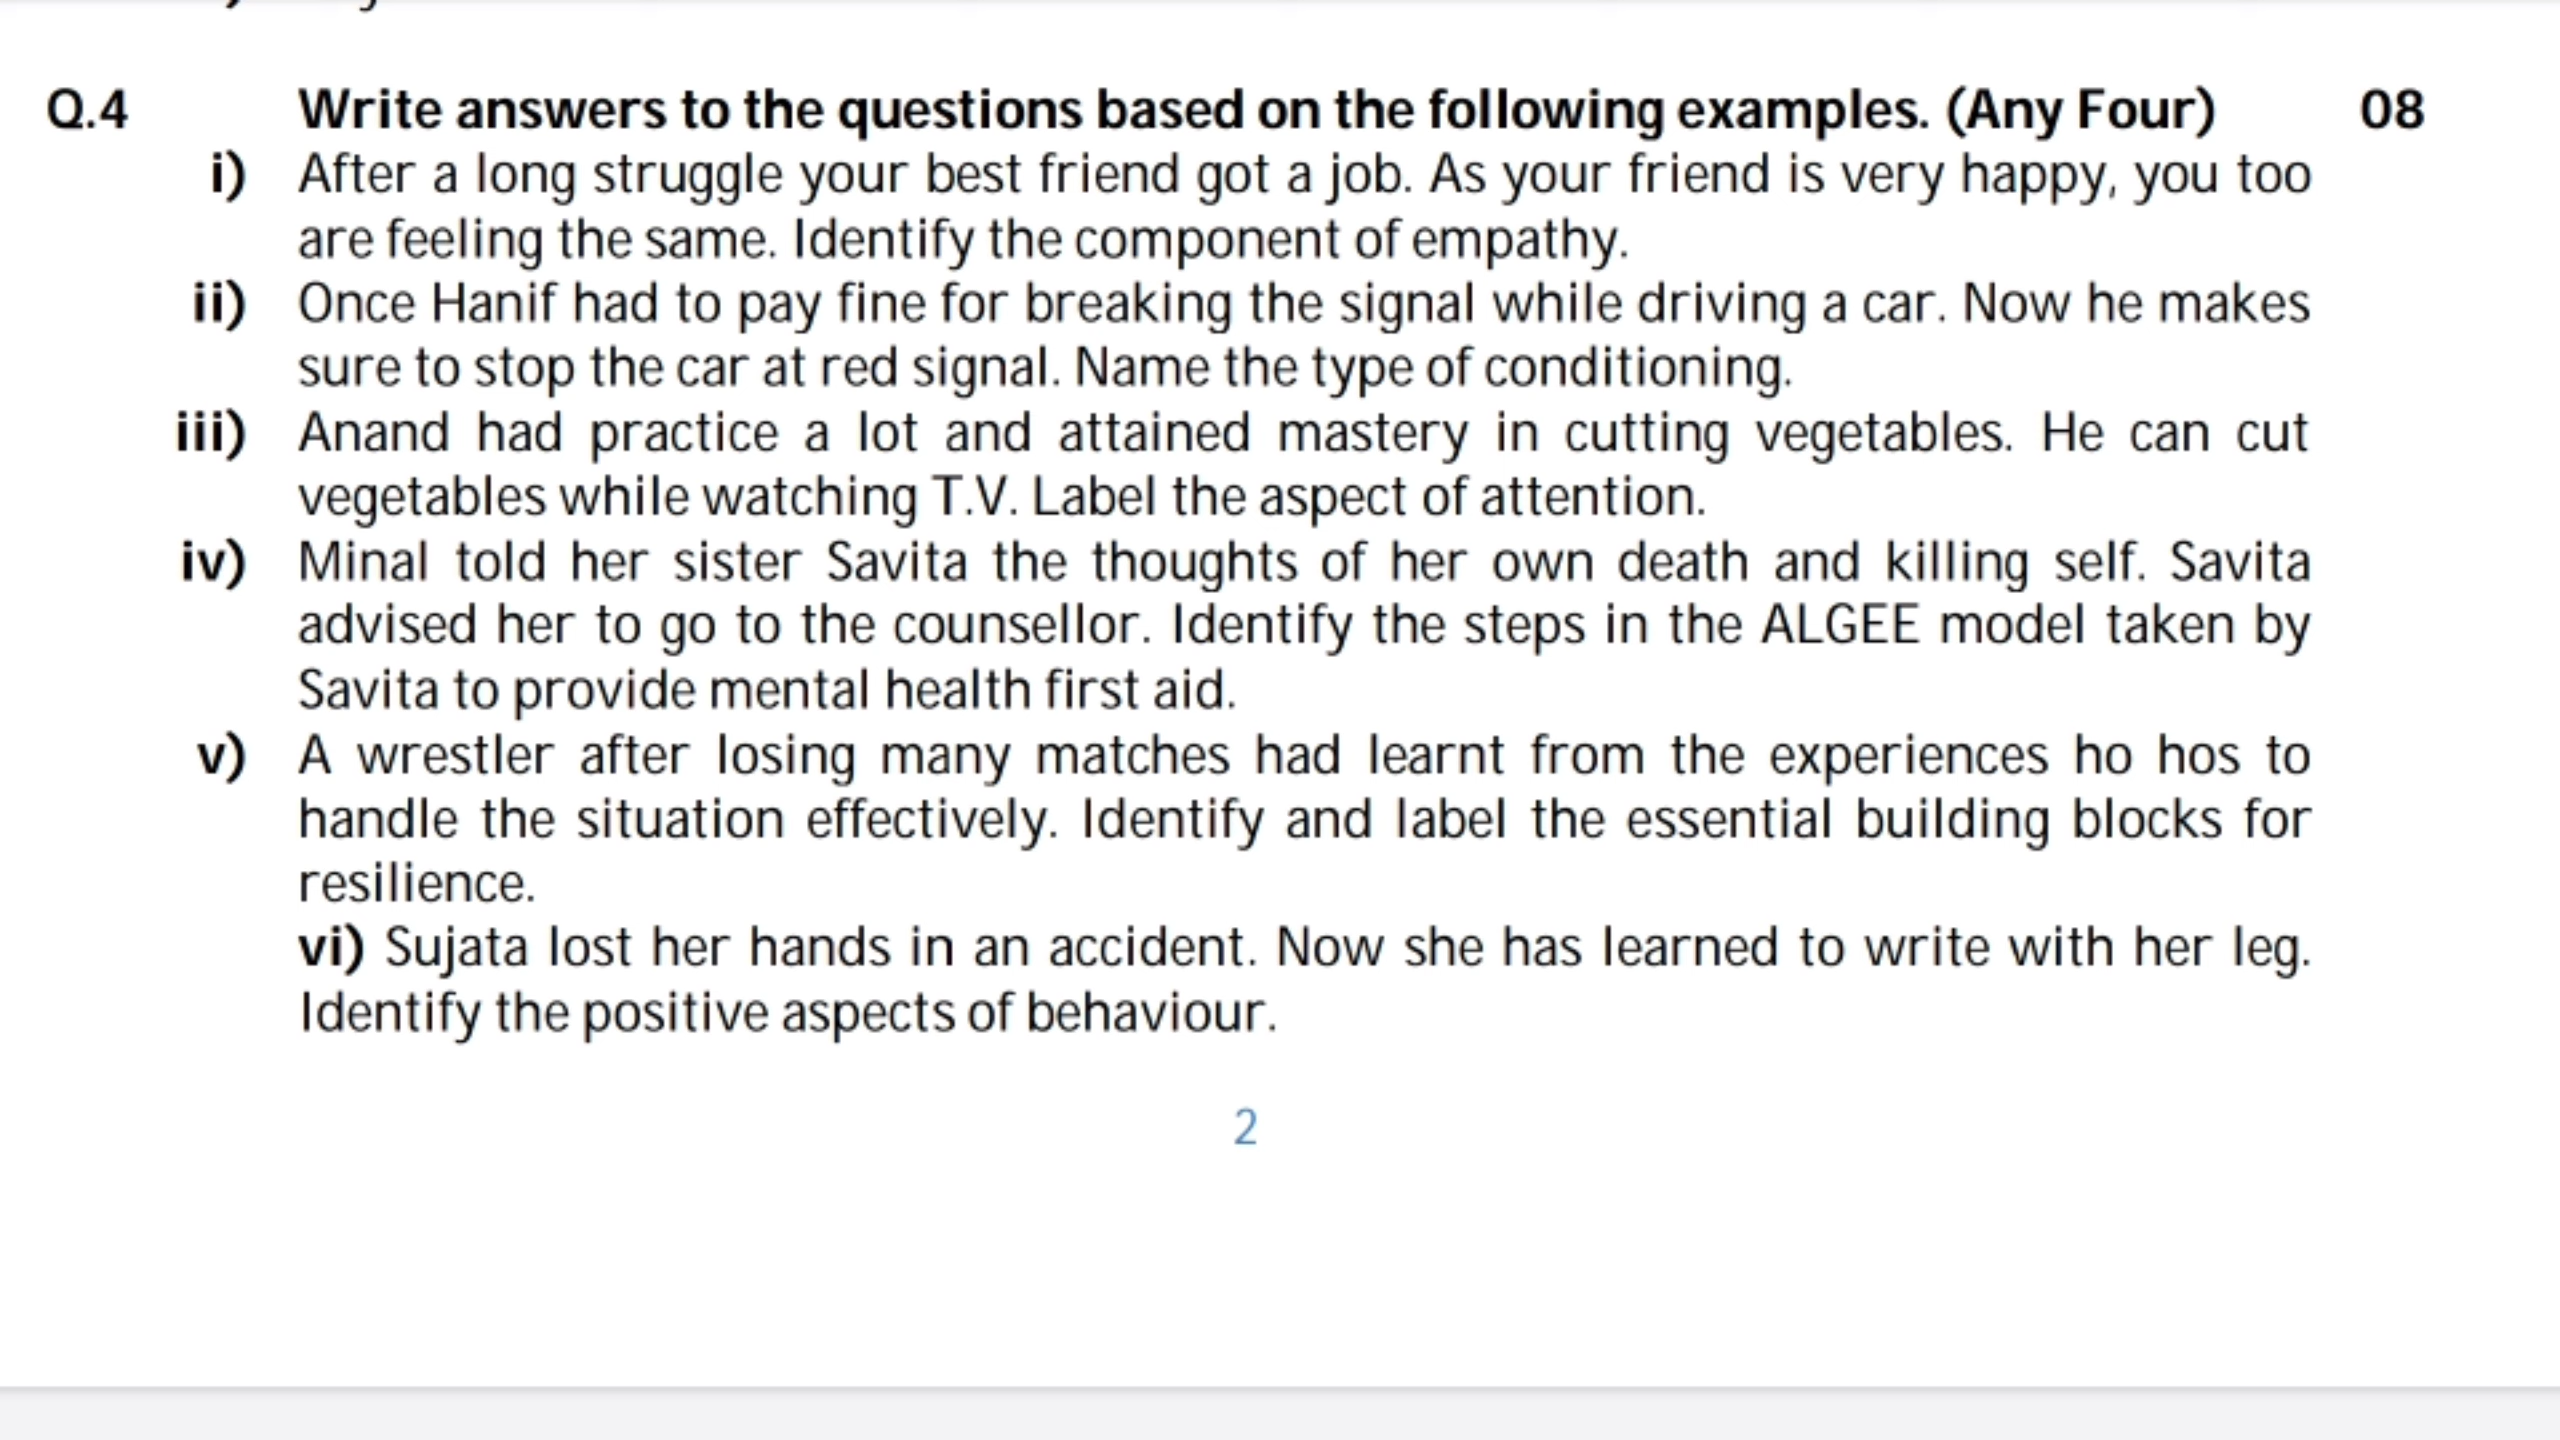 Q.4 Write answers to the questions based on the following examples. (Any Four) 08
i) After a long struggle your best friend got a job. As your friend is very happy, you too
are feeling the same. Identify the component of empathy.
ii) Once Hanif had to pay fine for breaking the signal while driving a car. Now he makes
sure to stop the car at red signal. Name the type of conditioning.
iii) Anand had practice a lot and attained mastery in cutting vegetables. He can cut
vegetables while watching T.V. Label the aspect of attention.
iv) Minal told her sister Savita the thoughts of her own death and killing self. Savita
advised her to go to the counsellor. Identify the steps in the ALGEE model taken by
Savita to provide mental health first aid.
v) A wrestler after losing many matches had learnt from the experiences ho hos to
handle the situation effectively. Identify and label the essential building blocks for
resilience.
vi) Sujata lost her hands in an accident. Now she has learned to write with her leg.
Identify the positive aspects of behaviour.
2